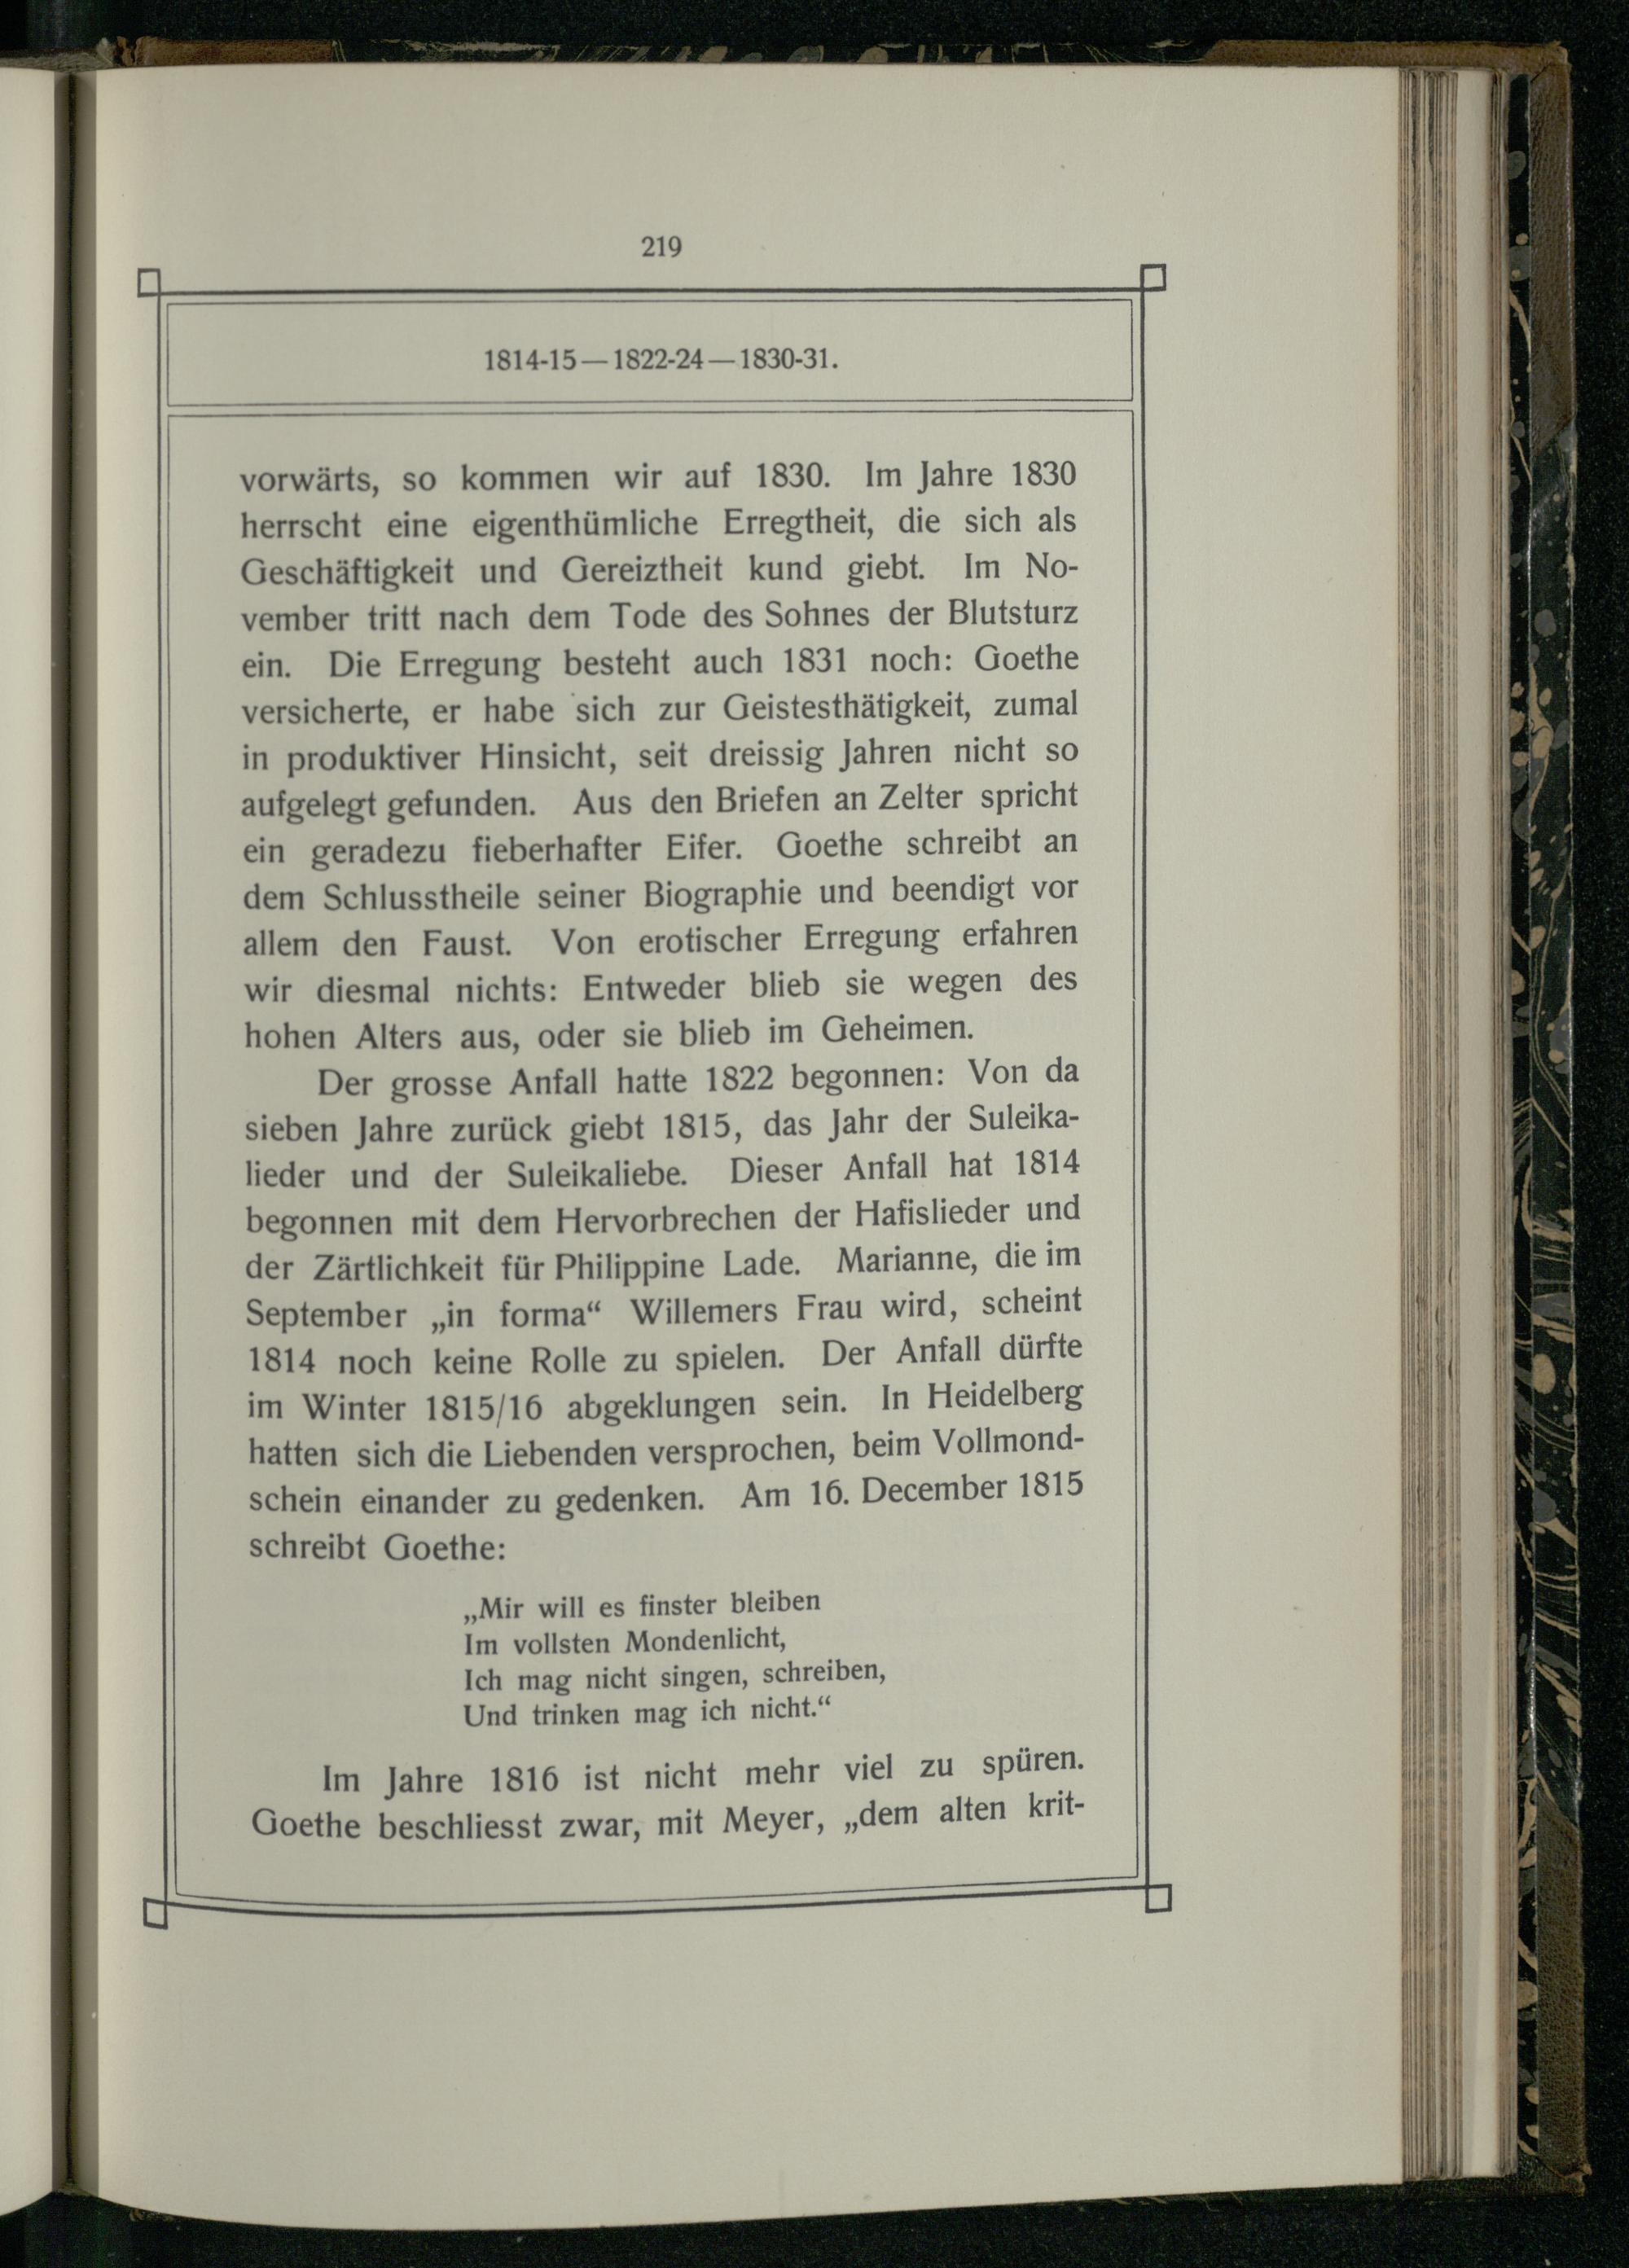 219
1814-15—1822-24—1830-31.
vorwärts, so kommen wir auf 1830. Im Jahre 1830
herrscht eine eigenthümliche Erregtheit, die sich als
Geschäftigkeit und Gereiztheit kund giebt. Im No-
vember tritt nach dem Tode des Sohnes der Blutsturz
ein. Die Erregung besteht auch 1831 noch: Goethe
versicherte, er habe sich zur Geistesthätigkeit, zumal
in produktiver Hinsicht, seit dreissig Jahren nicht so
aufgelegt gefunden. Aus den Briefen an Zelter spricht
ein geradezu fieberhafter Eifer. Goethe schreibt an
dem Schlusstheile seiner Biographie und beendigt vor
allem den Faust. Von erotischer Erregung erfahren
wir diesmal nichts: Entweder blieb sie wegen des
hohen Alters aus, oder sie blieb im Geheimen.
Der grosse Anfall hatte 1822 begonnen: Von da
sieben Jahre zurück giebt 1815, das Jahr der Suleika-
lieder und der Suleikaliebe. Dieser Anfall hat 1814
begonnen mit dem Hervorbrechen der Hafislieder und
der Zärtlichkeit für Philippine Lade. Marianne, die im
September „in forma“ Willemers Frau wird, scheint
1814 noch keine Rolle zu spielen. Der Anfall dürfte
im Winter 1815/16 abgeklungen sein. In Heidelberg
hatten sich die Liebenden versprochen, beim Vollmond-
schein einander zu gedenken. Am 16. December 1815
schreibt Goethe:
„Mir will es finster bleiben
Im vollsten Mondenlicht,
Ich mag nicht singen, schreiben,
Und trinken mag ich nicht.“
Im Jahre 1816 ist nicht mehr viel zu spüren.
Goethe beschliesst zwar, mit Meyer, „dem alten krit-